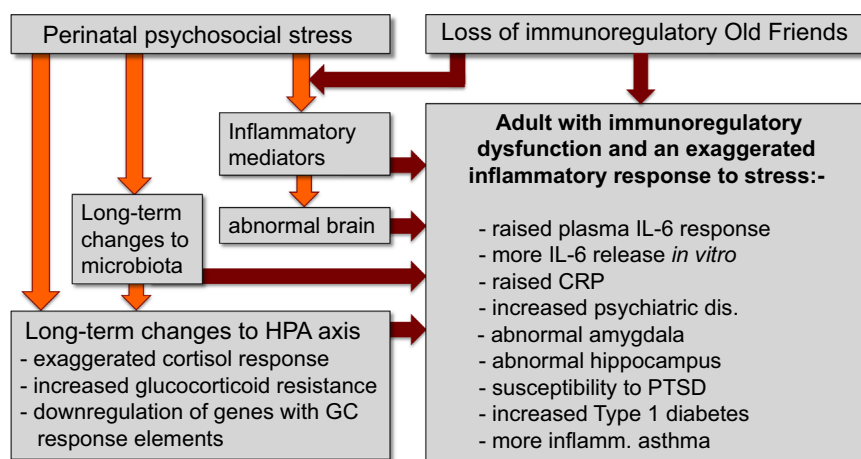 Perinatal psychosocial stress
Loss of immunoregulatory Old Friends
Inflammatory
mediators
abnormal brain
Long-term
changes to
microbiota
Long-term changes to HPA axis
- exaggerated cortisol response
- increased glucocorticoid resistance
- downregulation of genes with GC
response elements
Adult with immunoregulatory
dysfunction and an exaggerated
inflammatory response to stress:-
- raised plasma IL-6 response
- more IL-6 release in vitro
- raised CRP
- increased psychiatric dis.
- abnormal amygdala
- abnormal hippocampus
- susceptibility to PTSD
- increased Type 1 diabetes
- more inflamm. asthma